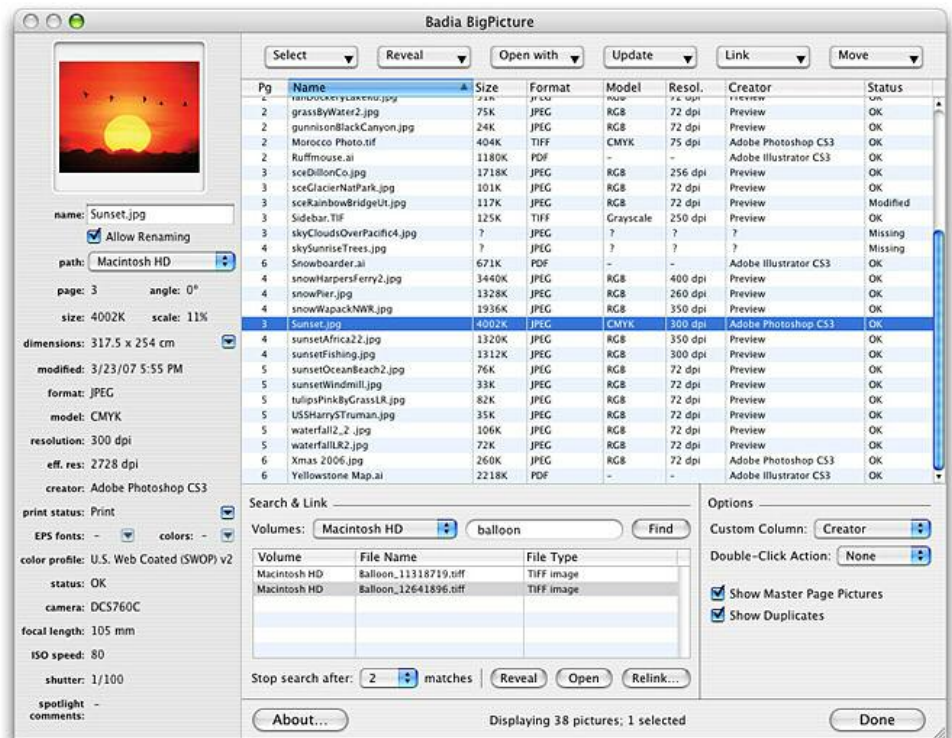 Badia BigPicture
Select Reveal Open with Update Link Move
Pg Name Size Format Model Resol. Creator Status
2 grassByWater2.jpg 75K JPEG RGB 72 dpi Preview OK
2 gunnisonBlackCanyon.jpg 24K JPEG RGB 72 dpi Preview OK
2 Morocco Photo.tif 404K TIFF CMYK 75 dpi Adobe Photoshop CS3 OK
2 Ruffmouse.ai 1180K PDF – – Adobe Illustrator CS3 OK
3 sceDillonCo.jpg 1718K JPEG RGB 256 dpi Preview OK
3 sceGlacierNatPark.jpg 101K JPEG RGB 72 dpi Preview OK
3 sceRainbowBridgeUt.jpg 117K JPEG RGB 72 dpi Preview Modified
3 Sidebar.TIF 125K TIFF Grayscale 250 dpi Preview OK
3 skyCloudsOverPacific4.jpg ? JPEG ? ? ? Missing
4 skySunriseTrees.jpg ? JPEG ? ? ? Missing
6 Snowboarder.ai 671K PDF – – Adobe Illustrator CS3 OK
4 snowHarpersFerry2.jpg 3440K JPEG RGB 400 dpi Preview OK
4 snowPier.jpg 1328K JPEG RGB 260 dpi Preview OK
4 snowWapackNWR.jpg 1936K JPEG RGB 350 dpi Preview OK
3 Sunset.jpg 4002K JPEG CMYK 300 dpi Adobe Photoshop CS3 OK
4 sunsetAfrica22.jpg 1320K JPEG RGB 350 dpi Preview OK
4 sunsetFishing.jpg 1312K JPEG RGB 300 dpi Preview OK
5 sunsetOceanBeach2.jpg 76K JPEG RGB 72 dpi Preview OK
5 sunsetWindmill.jpg 33K JPEG RGB 72 dpi Preview OK
5 tulipsPinkByGrassLR.jpg 82K JPEG RGB 72 dpi Preview OK
5 USSHarrySTruman.jpg 35K JPEG RGB 72 dpi Preview OK
5 waterfall2_2 .jpg 106K JPEG RGB 72 dpi Preview OK
5 waterfallLR2.jpg 72K JPEG RGB 72 dpi Preview OK
6 Xmas 2006.jpg 260K JPEG RGB 72 dpi Adobe Photoshop CS3 OK
6 Yellowstone Map.ai 2218K PDF – – Adobe Illustrator CS3 OK
name: Sunset.jpg
Allow Renaming
path: Macintosh HD
page: 3 angle: 0°
size: 4002K scale: 11%
dimensions: 317.5 x 254 cm
modified: 3/23/07 5:55 PM
format: JPEG
model: CMYK
resolution: 300 dpi
eff. res: 2728 dpi
creator: Adobe Photoshop CS3
print status: Print
EPS fonts: – colors: –
color profile: U.S. Web Coated (SWOP) v2
status: OK
camera: DCS760C
focal length: 105 mm
ISO speed: 80
shutter: 1/100
spotlight –
comments:
Search & Link
Volumes: Macintosh HD balloon Find
Volume File Name File Type
Macintosh HD Balloon_11318719.tiff TIFF image
Macintosh HD Balloon_12641896.tiff TIFF image
Stop search after: 2 matches Reveal Open Relink...
Options
Custom Column: Creator
Double-Click Action: None
Show Master Page Pictures
Show Duplicates
About... Displaying 38 pictures; 1 selected Done